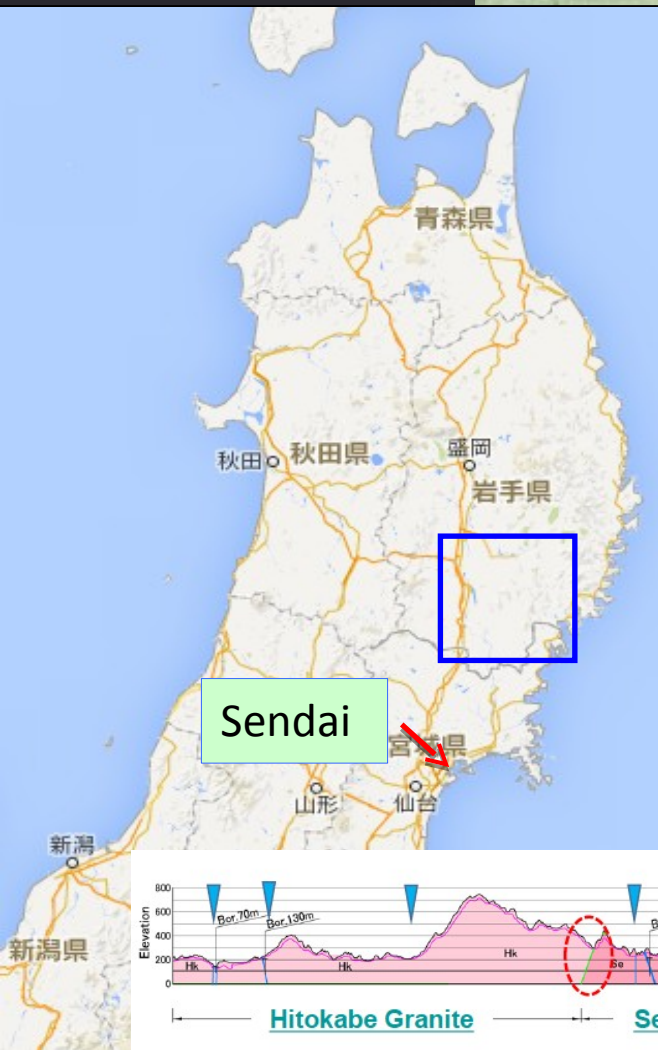 青森県
盛岡
秋田 秋田県
岩手県
Sendai
宮城県
山形 仙台
新潟
新潟県
800
600
400
200
0
Elevation
Bor.70m
Bor.130m
Hk
Hk
Hk
Se
Hitokabe Granite